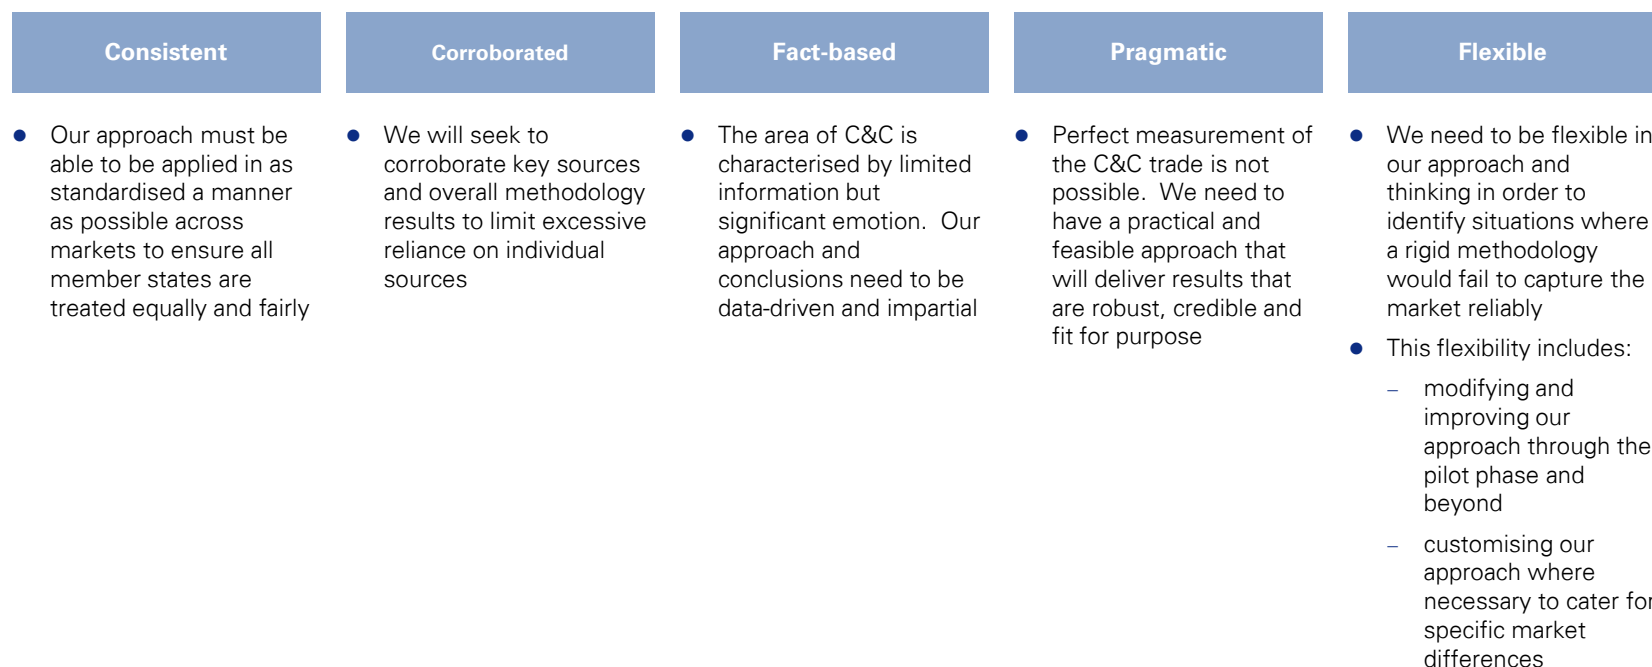 Consistent
Our approach must be
able to be applied in as
standardised a manner
as possible across
markets to ensure all
member states are
treated equally and fairly
Corroborated
We will seek to
corroborate key sources
and overall methodology
results to limit excessive
reliance on individual
sources
Fact-based
The area of C&C is
characterised by limited
information but
significant emotion. Our
approach and
conclusions need to be
data-driven and impartial
Pragmatic
Perfect measurement of
the C&C trade is not
possible. We need to
have a practical and
feasible approach that
will deliver results that
are robust, credible and
fit for purpose
Flexible
We need to be flexible in
our approach and
thinking in order to
identify situations where
a rigid methodology
would fail to capture the
market reliably
This flexibility includes:
– modifying and
improving our
approach through the
pilot phase and
beyond
– customising our
approach where
necessary to cater for
specific market
differences